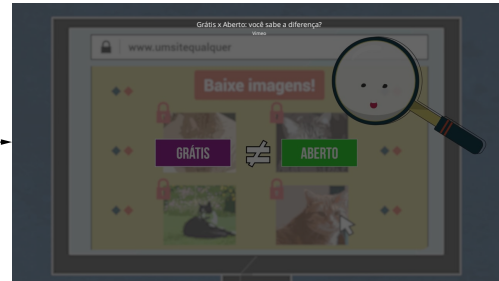 Grátis x Aberto: você sabe a diferença?
Vimeo
www.umsitequalquer
Baixe imagens!
GRÁTIS ≠ ABERTO